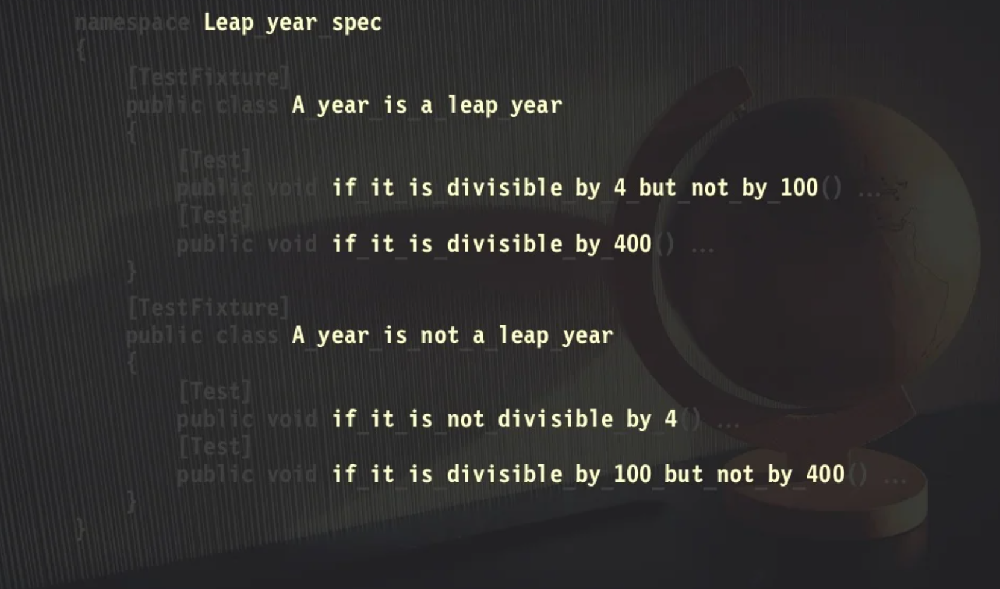 namespace Leap_year_spec
{
[TestFixture]
public class A_year_is_a_leap_year
{
[Test]
public void if_it_is_divisible_by_4_but_not_by_100() ...
[Test]
public void if_it_is_divisible_by_400() ...
}
[TestFixture]
public class A_year_is_not_a_leap_year
{
[Test]
public void if_it_is_not_divisible_by_4() ...
[Test]
public void if_it_is_divisible_by_100_but_not_by_400() ...
}
}